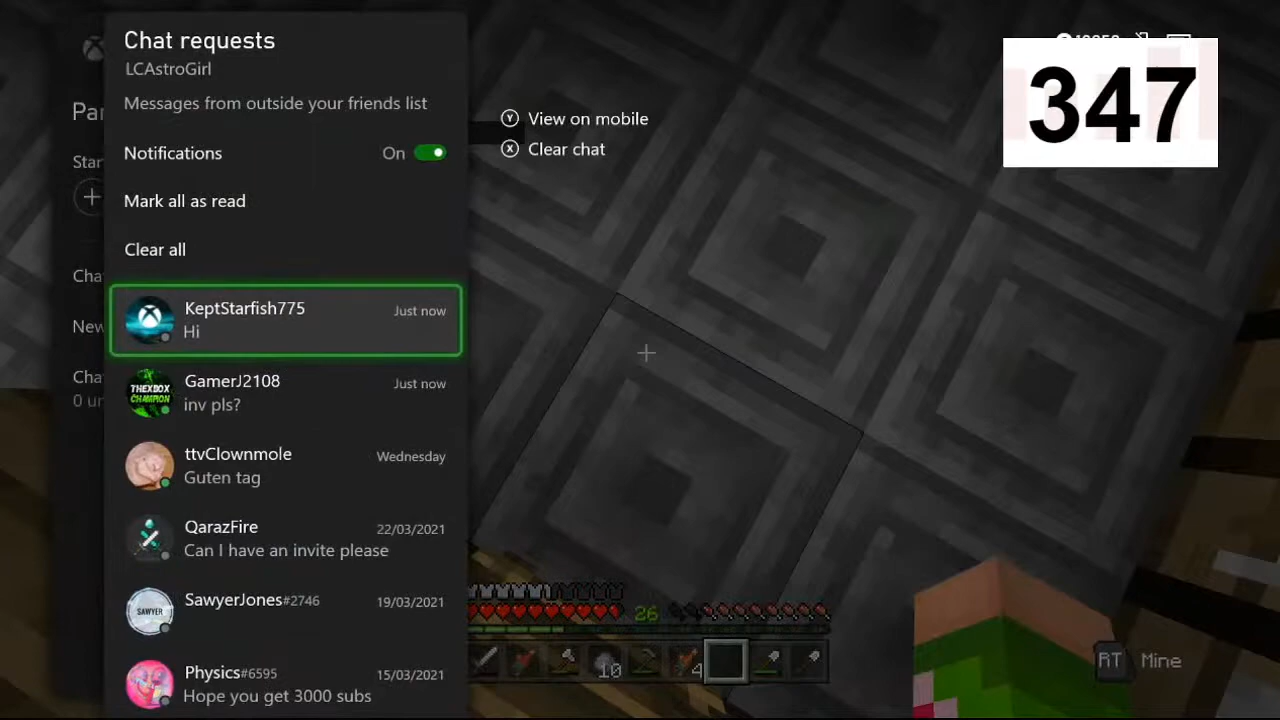 Chat requests
LCAstroGirl
Messages from outside your friends list
Notifications On
Mark all as read
Clear all
KeptStarfish775 Just now
Hi
THEXBOX
CHAMPION
GamerJ2108 Just now
inv pls?
ttvClownmole Wednesday
Guten tag
QarazFire 22/03/2021
Can I have an invite please
SAWYER
SawyerJones#2746 19/03/2021
Physics#6595 15/03/2021
Hope you get 3000 subs
Y View on mobile
X Clear chat
347
26
10
4
RT Mine